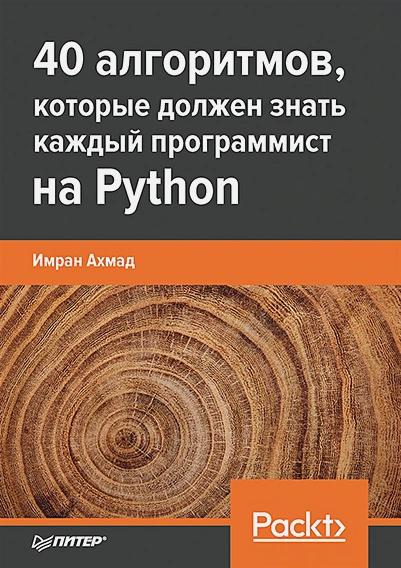 40 алгоритмов,
которые должен знать
каждый программист
на Python
Имран Ахмад
Packt>
ПИТЕР®